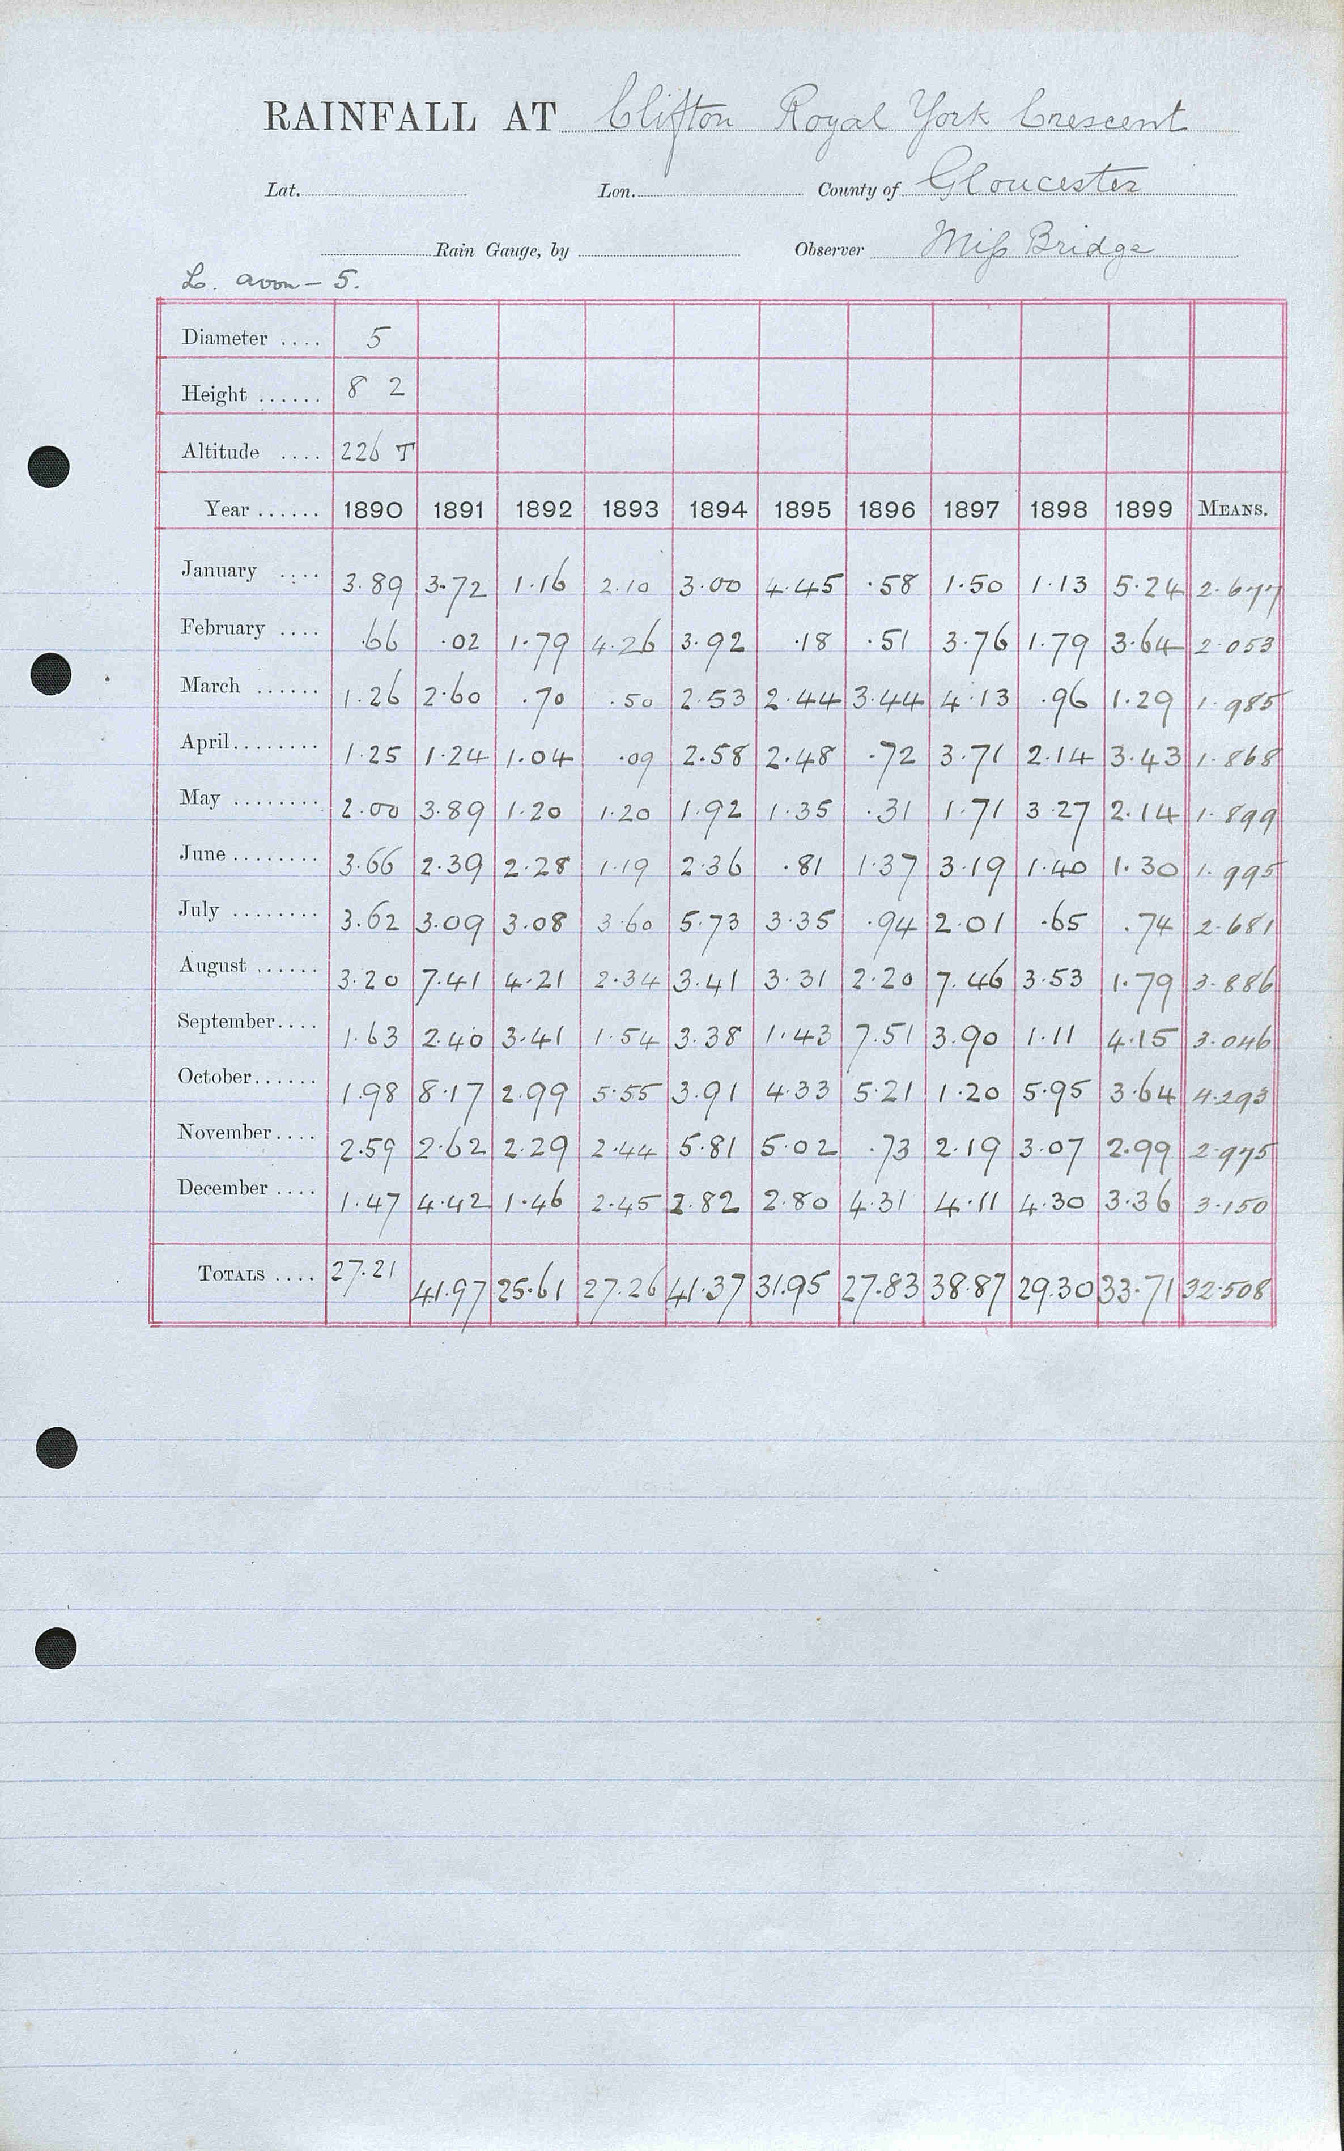 RAINFALL AT Clifton Royal York Crescent
Lat. Lon. County of Gloucester
Rain Gauge, by Observer Miss Bridge
L. Avon - 5.
Diameter .... 5
Height ...... 8 2
Altitude .... 226 T
Year ...... 1890 1891 1892 1893 1894 1895 1896 1897 1898 1899 MEANS.
January .... 3.89 3.72 1.16 2.10 3.00 4.45 .58 1.50 1.13 5.24 2.677
February .... .66 .02 1.79 4.26 3.92 .18 .51 3.76 1.79 3.64 2.053
March ...... 1.26 2.60 .70 .50 2.53 2.44 3.44 4.13 .96 1.29 1.985
April ........ 1.25 1.24 1.04 .09 2.58 2.48 .72 3.71 2.14 3.43 1.868
May ........ 2.00 3.89 1.20 1.20 1.92 1.35 .31 1.71 3.27 2.14 1.899
June ........ 3.66 2.39 2.28 1.19 2.36 .81 1.37 3.19 1.40 1.30 1.995
July ........ 3.62 3.09 3.08 3.60 5.73 3.35 .94 2.01 .65 .74 2.681
August ...... 3.20 7.41 4.21 2.34 3.41 3.31 2.20 7.46 3.53 1.79 3.886
September .... 1.63 2.40 3.41 1.54 3.38 1.43 7.51 3.90 1.11 4.15 3.046
October ...... 1.98 8.17 2.99 5.55 3.91 4.33 5.21 1.20 5.95 3.64 4.293
November .... 2.59 2.62 2.29 2.44 5.81 5.02 .73 2.19 3.07 2.99 2.975
December .... 1.47 4.42 1.46 2.45 2.82 2.80 4.31 4.11 4.30 3.36 3.150
TOTALS .... 27.21 41.97 25.61 27.26 41.37 31.95 27.83 38.87 29.30 33.71 32.508